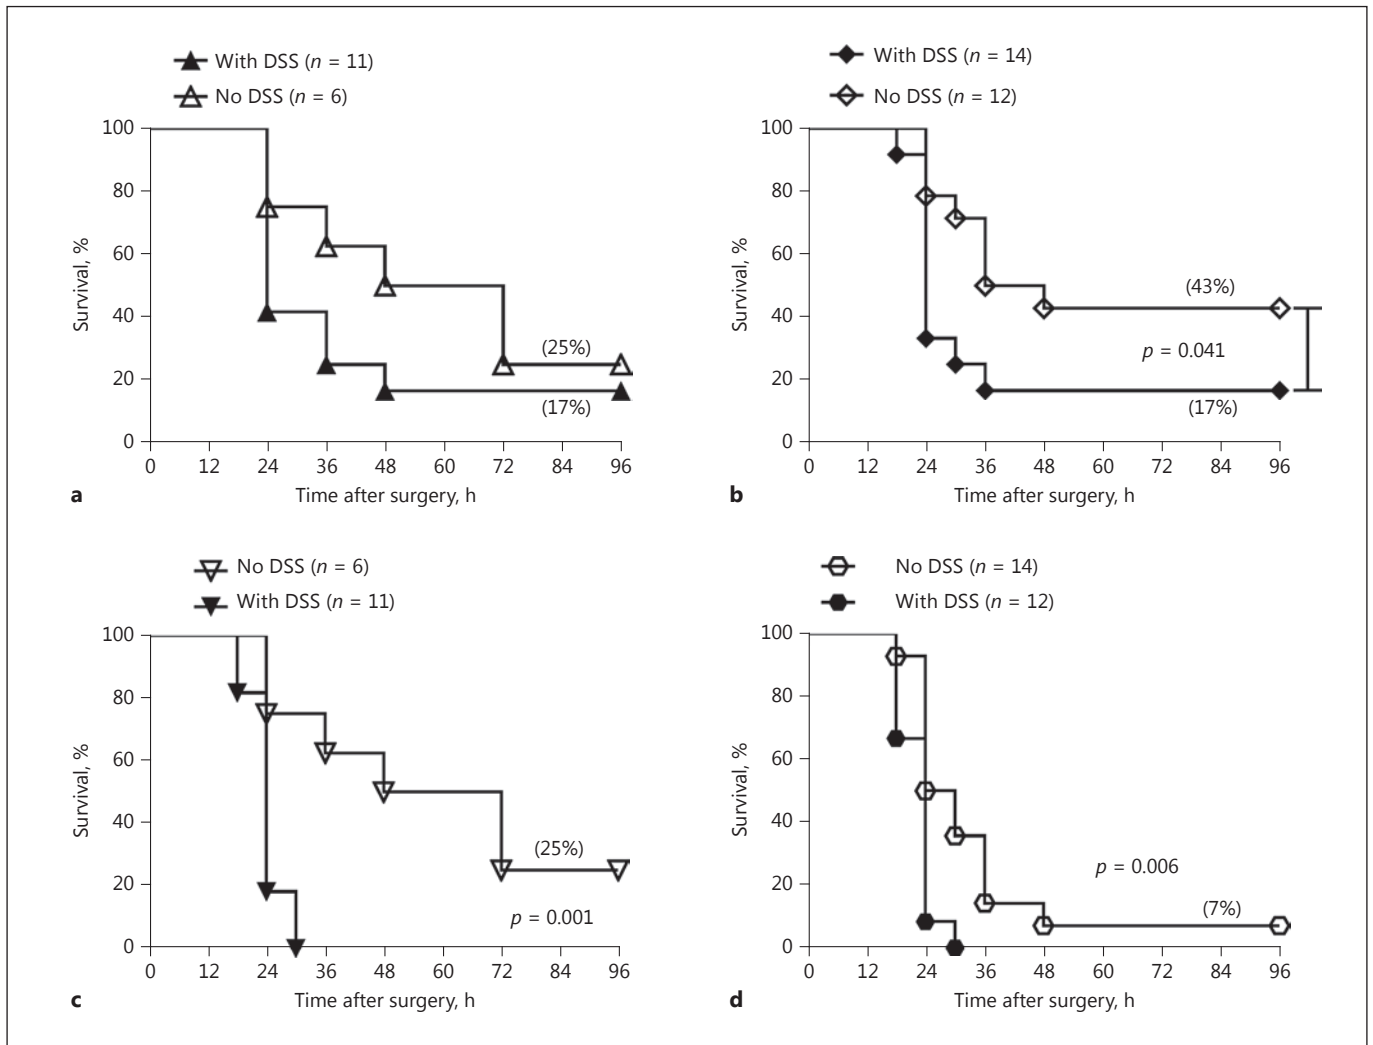 With DSS (n = 11)
No DSS (n = 6)
100
80
60
40
20
0
Survival, %
(25%)
(17%)
0 12 24 36 48 60 72 84 96
Time after surgery, h
a
With DSS (n = 14)
No DSS (n = 12)
100
80
60
40
20
0
Survival, %
(43%)
p = 0.041
(17%)
0 12 24 36 48 60 72 84 96
Time after surgery, h
b
No DSS (n = 6)
With DSS (n = 11)
100
80
60
40
20
0
Survival, %
(25%)
p = 0.001
0 12 24 36 48 60 72 84 96
Time after surgery, h
c
No DSS (n = 14)
With DSS (n = 12)
100
80
60
40
20
0
Survival, %
p = 0.006
(7%)
0 12 24 36 48 60 72 84 96
Time after surgery, h
d